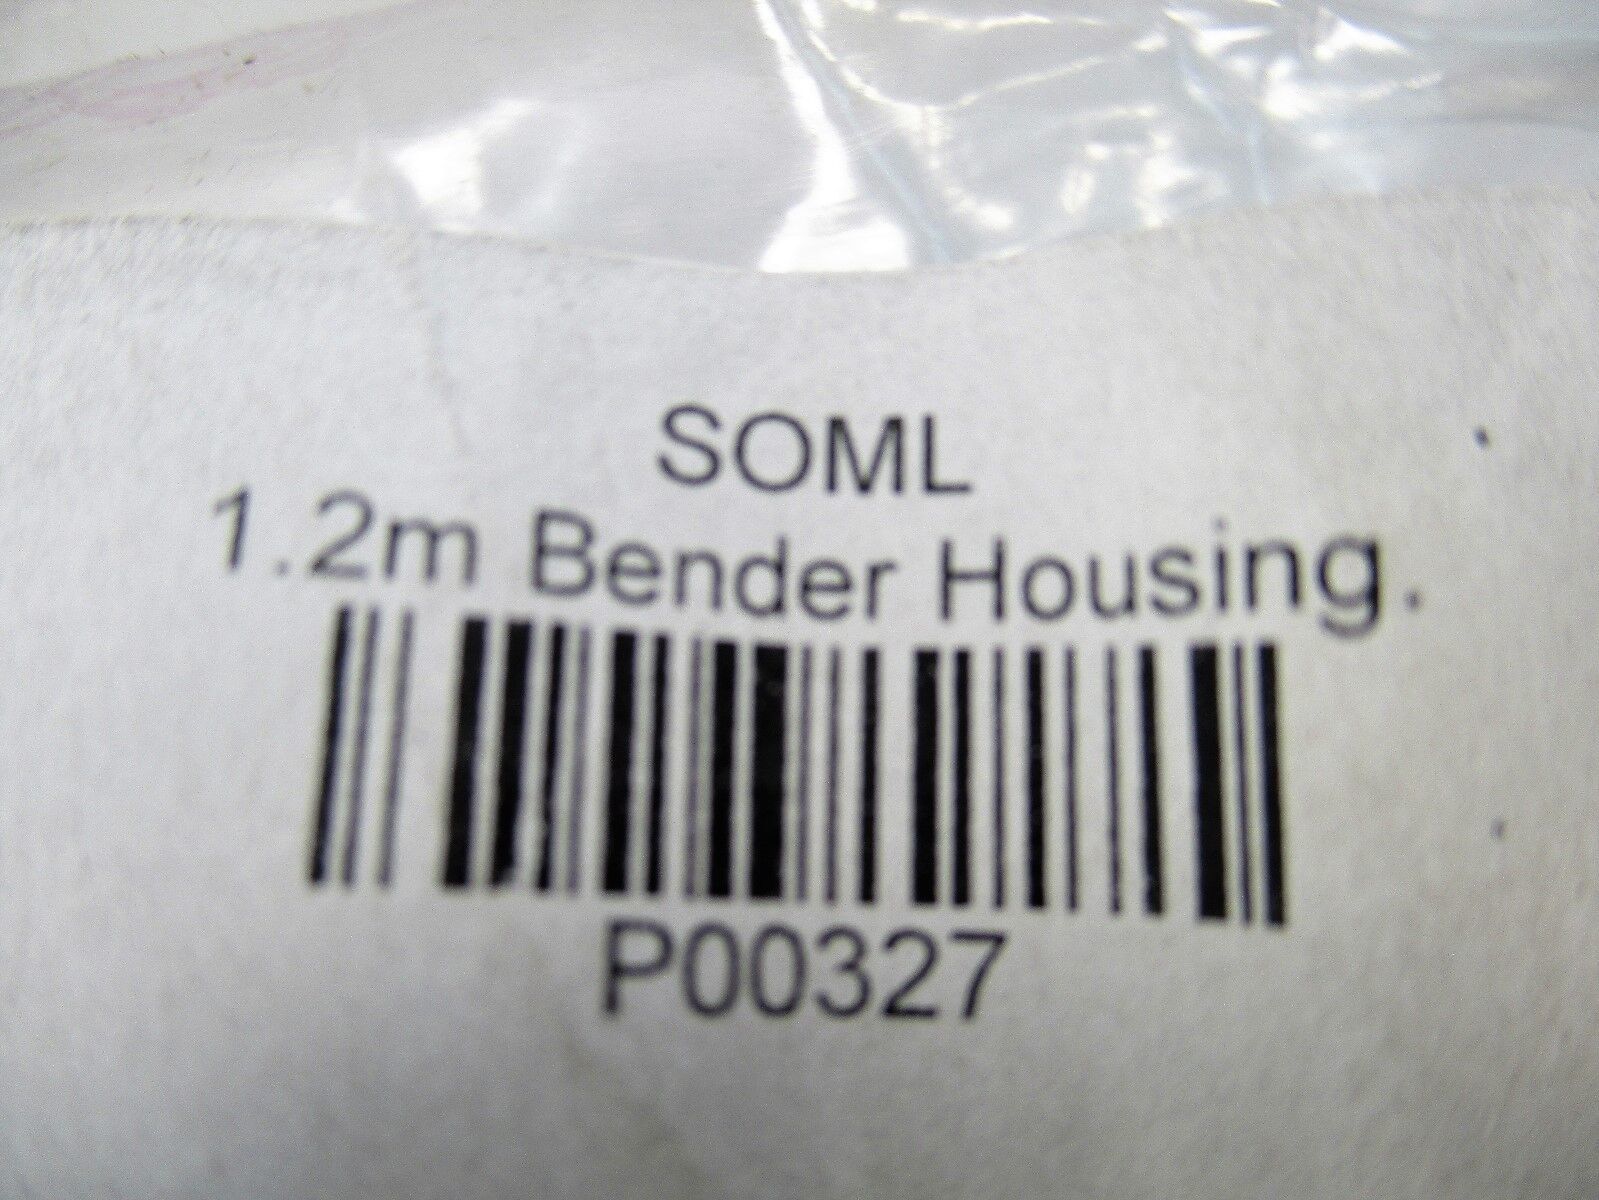 SOML
1.2m Bender Housing.
P00327